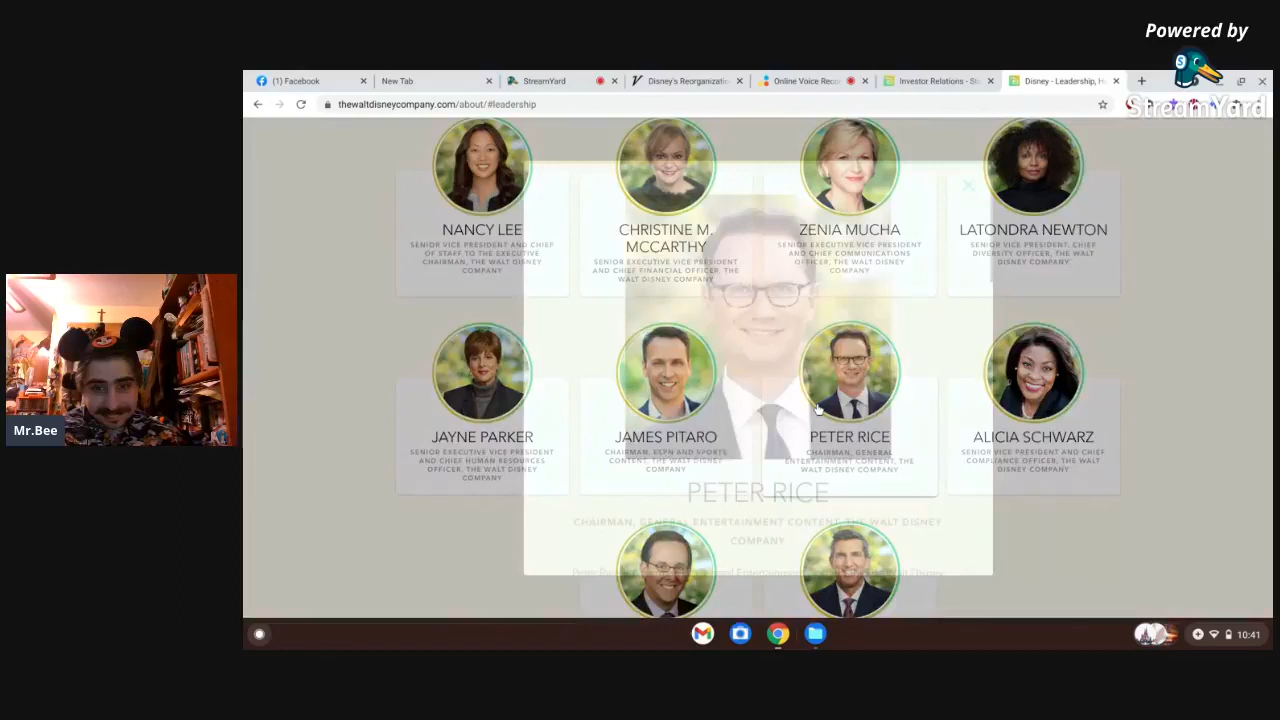 Powered by
StreamYard
(1) Facebook
New Tab
StreamYard
Disney's Reorganizatio
Online Voice Reco
Investor Relations - St
Disney - Leadership, H
thewaltdisneycompany.com/about/#leadership
NANCY LEE
SENIOR VICE PRESIDENT AND CHIEF
OF STAFF TO THE EXECUTIVE
CHAIRMAN, THE WALT DISNEY
COMPANY
CHRISTINE M.
MCCARTHY
SENIOR EXECUTIVE VICE PRESIDENT
AND CHIEF FINANCIAL OFFICER, THE
WALT DISNEY COMPANY
ZENIA MUCHA
SENIOR EXECUTIVE VICE PRESIDENT
AND CHIEF COMMUNICATIONS
OFFICER, THE WALT DISNEY
COMPANY
LATONDRA NEWTON
SENIOR VICE PRESIDENT, CHIEF
DIVERSITY OFFICER, THE WALT
DISNEY COMPANY
Mr.Bee
JAYNE PARKER
SENIOR EXECUTIVE VICE PRESIDENT
AND CHIEF HUMAN RESOURCES
OFFICER, THE WALT DISNEY
COMPANY
JAMES PITARO
CHAIRMAN, ESPN AND SPORTS
CONTENT, THE WALT DISNEY
COMPANY
PETER RICE
CHAIRMAN, GENERAL
ENTERTAINMENT CONTENT, THE
WALT DISNEY COMPANY
ALICIA SCHWARZ
SENIOR VICE PRESIDENT AND CHIEF
COMPLIANCE OFFICER, THE WALT
DISNEY COMPANY
PETER RICE
CHAIRMAN, GENERAL ENTERTAINMENT CONTENT, THE WALT DISNEY
COMPANY
10:41